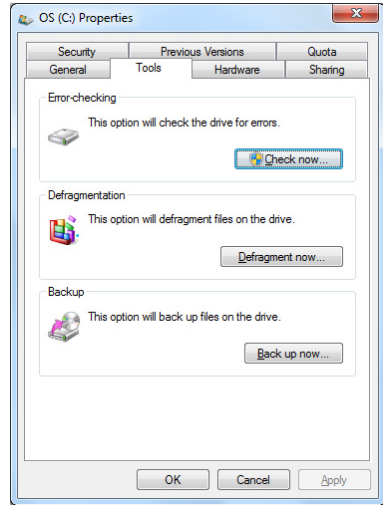 OS (C:) Properties
Security Previous Versions Quota
General Tools Hardware Sharing
Error-checking
This option will check the drive for errors.
Check now...
Defragmentation
This option will defragment files on the drive.
Defragment now...
Backup
This option will back up files on the drive.
Back up now...
OK Cancel Apply